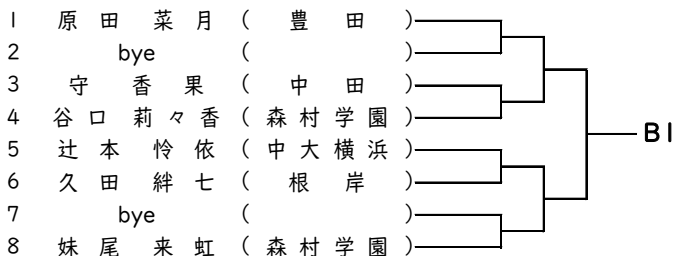 1 原田 菜月 ( 豊田 )
2 bye ( )
3 守 香果 ( 中田 )
4 谷口 莉々香 ( 森村学園 )
B1
5 辻本 怜依 ( 中大横浜 )
6 久田 絆七 ( 根岸 )
7 bye ( )
8 妹尾 来虹 ( 森村学園 )